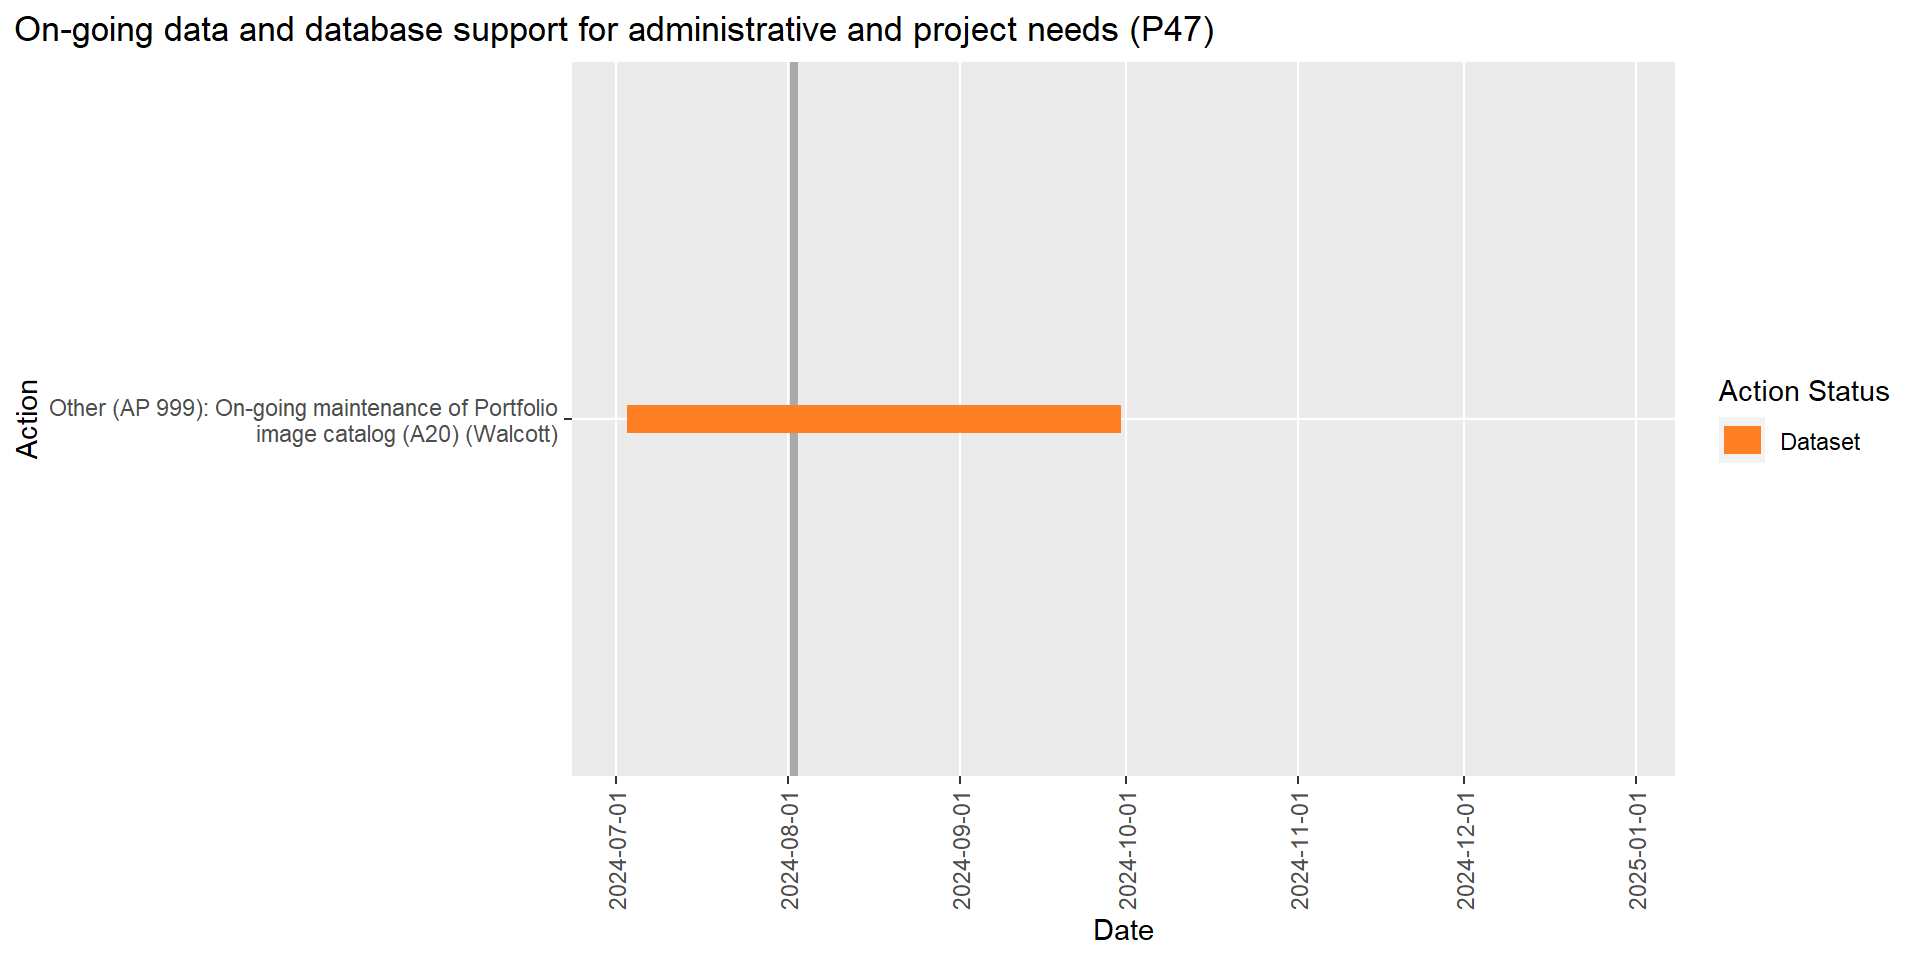 On-going data and database support for administrative and project needs (P47)
Action
Other (AP 999): On-going maintenance of Portfolio
image catalog (A20) (Walcott)
2024-07-01
2024-08-01
2024-09-01
2024-10-01
2024-11-01
2024-12-01
2025-01-01
Date
Action Status
Dataset